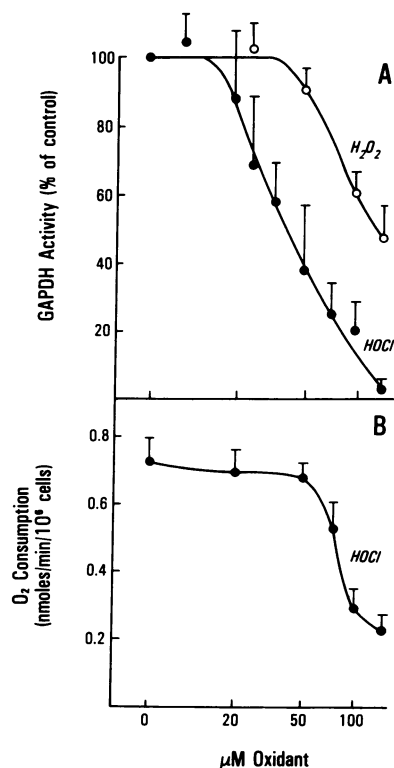 A
100
80
60
40
20
GAPDH Activity (% of control)
H₂O₂
HOCl
B
0.8
0.6
0.4
0.2
O₂ Consumption
(nmoles/min/10⁶ cells)
HOCl
0 20 50 100
μM Oxidant